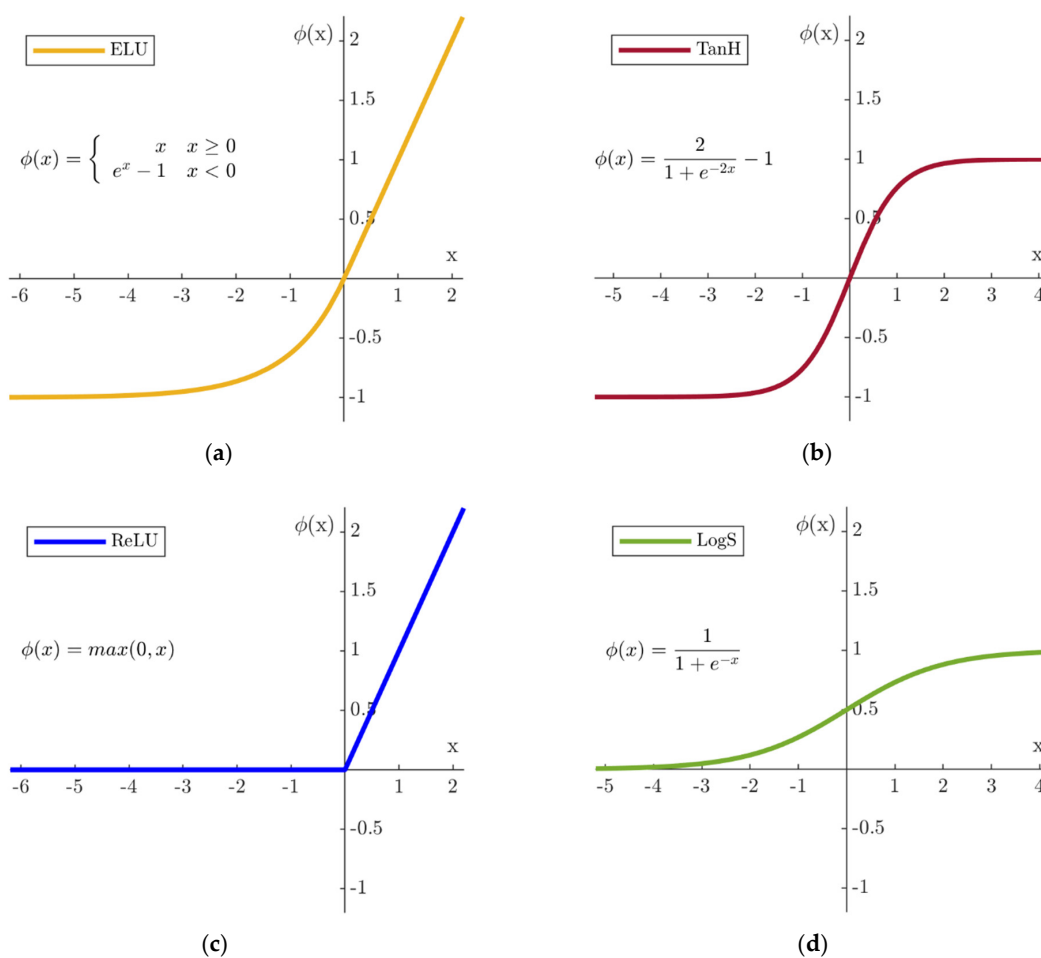 ϕ(x)
2
ELU
1.5
ϕ(x) = { x x ≥ 0
e^x − 1 x < 0
1
0.5
x
-6 -5 -4 -3 -2 -1 1 2
-0.5
-1
(a)
ϕ(x)
2
TanH
1.5
ϕ(x) = 2 / (1 + e^{−2x}) − 1
1
0.5
x
-5 -4 -3 -2 -1 1 2 3 4
-0.5
-1
(b)
ϕ(x)
2
ReLU
1.5
ϕ(x) = max(0, x)
1
0.5
x
-6 -5 -4 -3 -2 -1 1 2
-0.5
-1
(c)
ϕ(x)
2
LogS
1.5
ϕ(x) = 1 / (1 + e^{−x})
1
0.5
x
-5 -4 -3 -2 -1 1 2 3 4
-0.5
-1
(d)